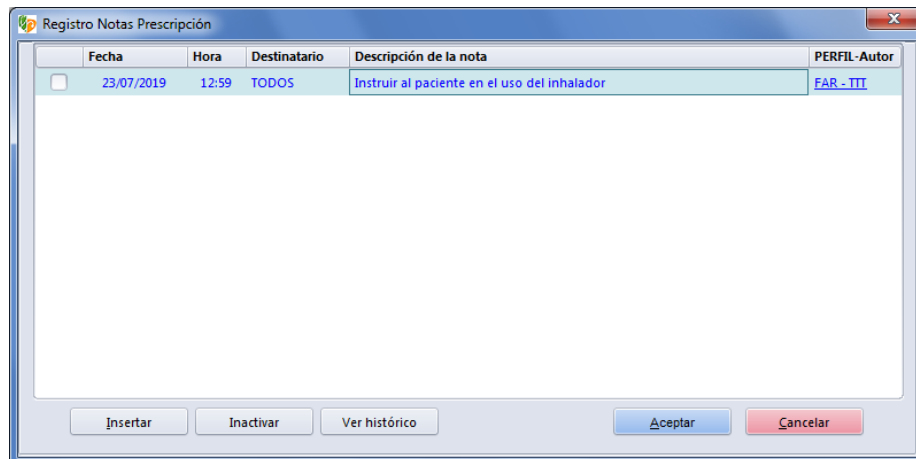 Registro Notas Prescripción
Fecha Hora Destinatario Descripción de la nota PERFIL-Autor
23/07/2019 12:59 TODOS Instruir al paciente en el uso del inhalador FAR - TTT
Insertar Inactivar Ver histórico Aceptar Cancelar